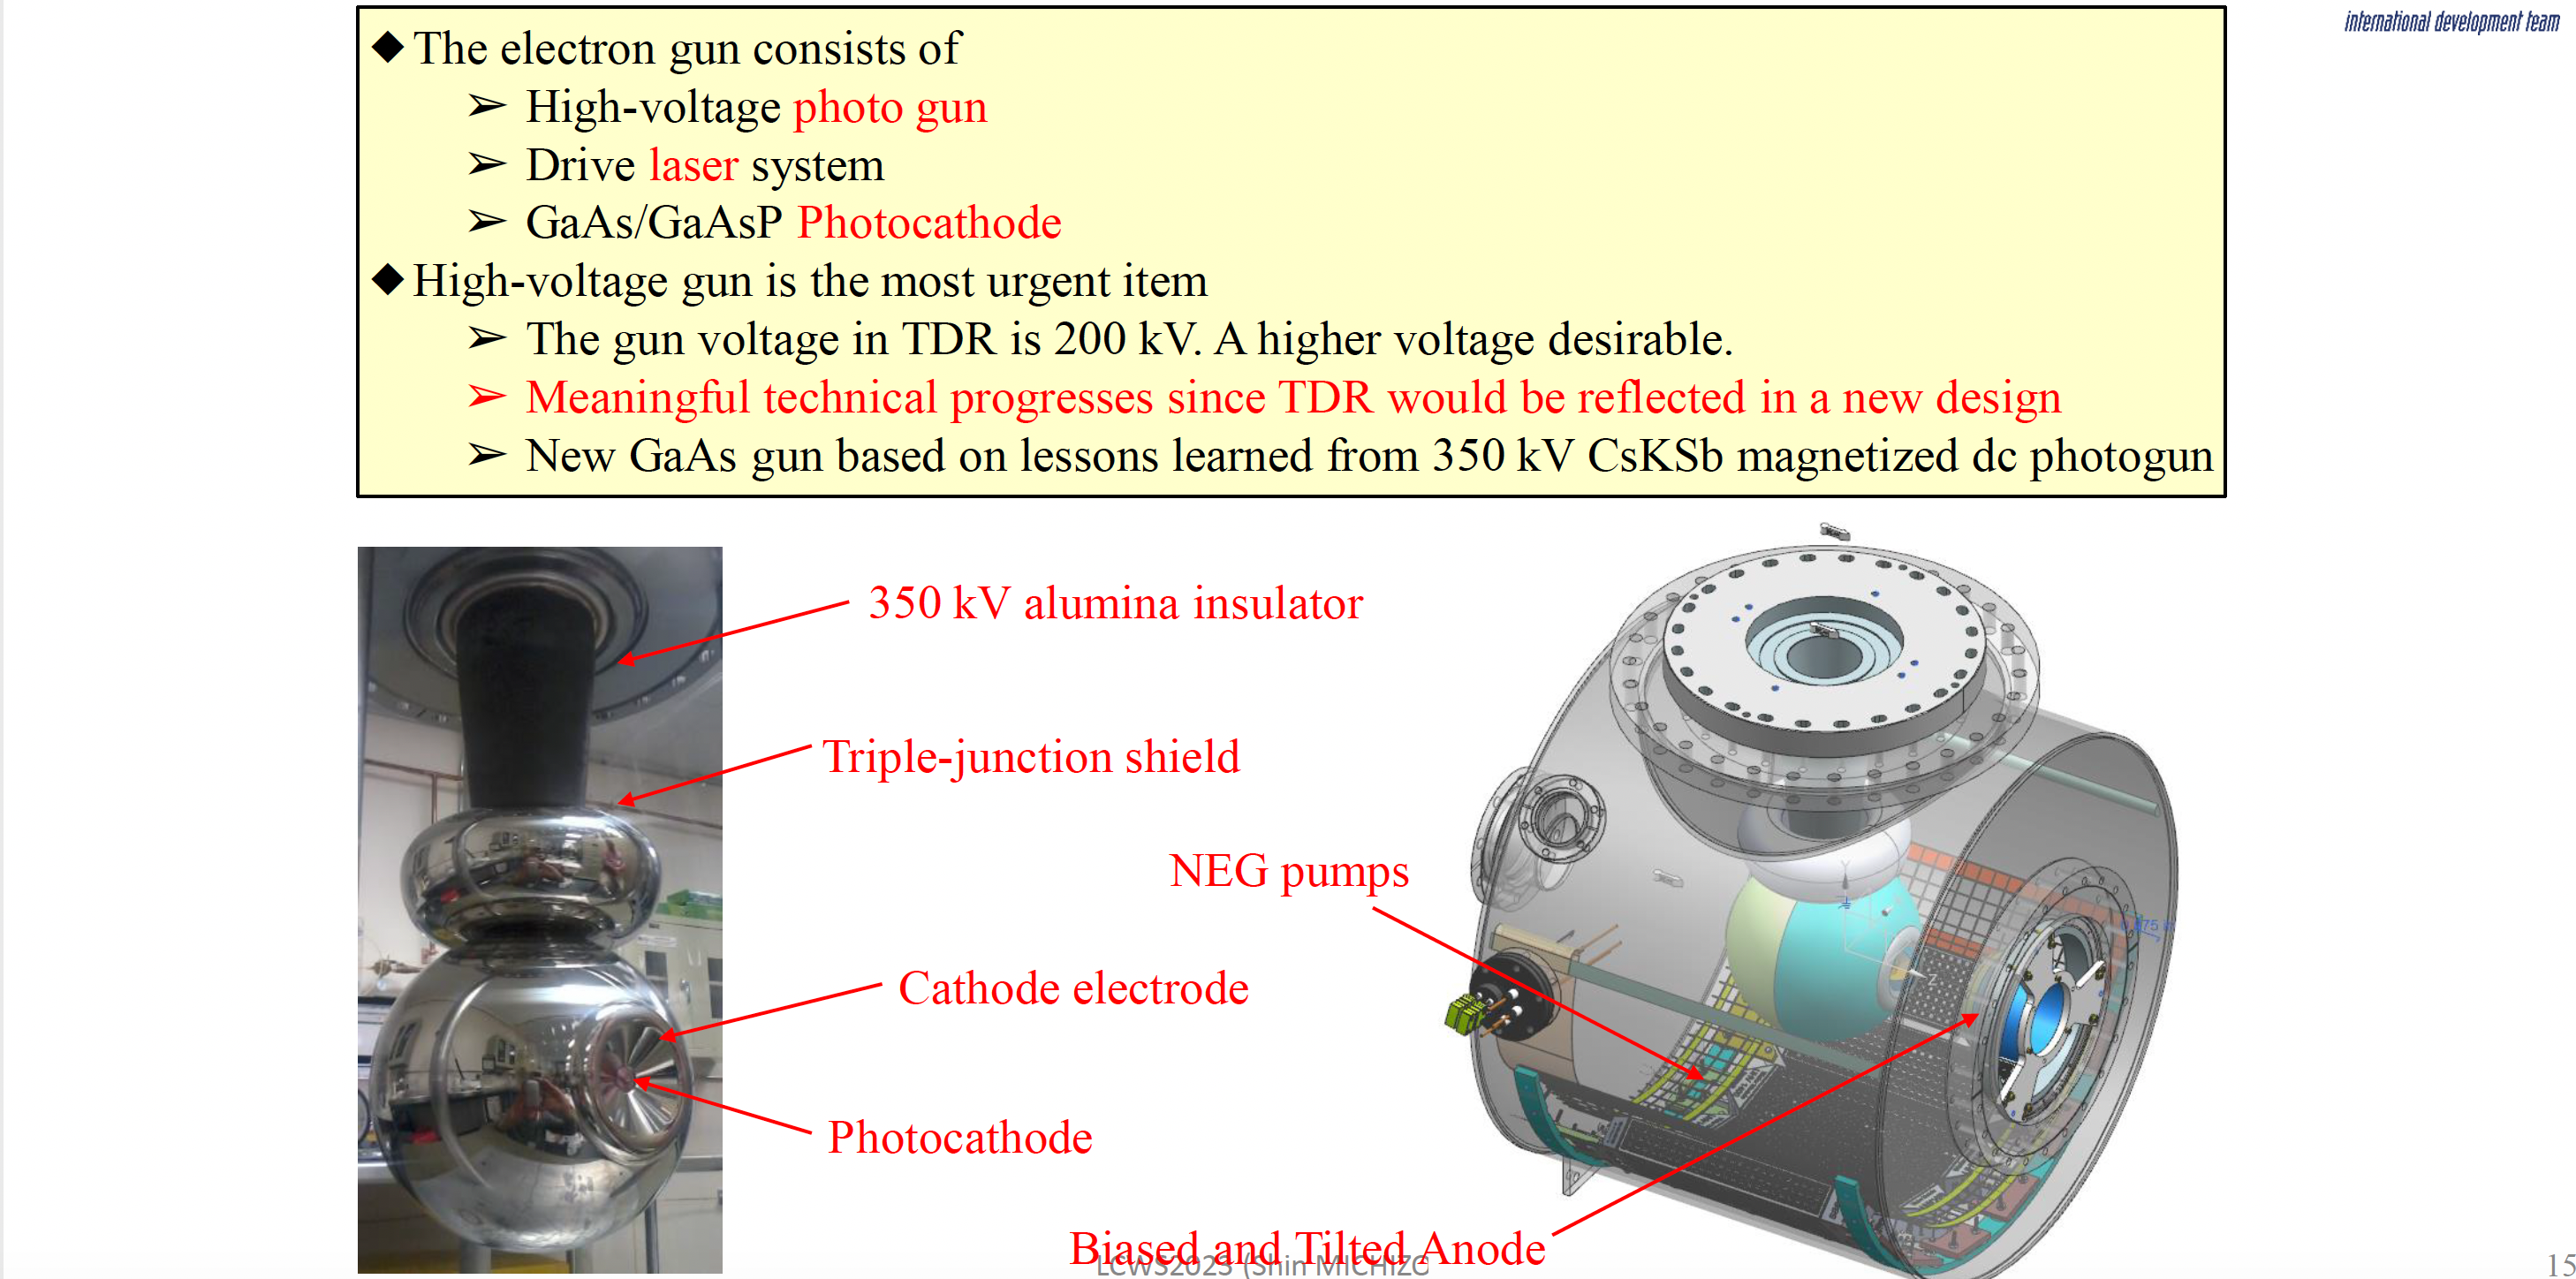 international development team
◆ The electron gun consists of
➢ High-voltage photo gun
➢ Drive laser system
➢ GaAs/GaAsP Photocathode
◆ High-voltage gun is the most urgent item
➢ The gun voltage in TDR is 200 kV. A higher voltage desirable.
➢ Meaningful technical progresses since TDR would be reflected in a new design
➢ New GaAs gun based on lessons learned from 350 kV CsKSb magnetized dc photogun
350 kV alumina insulator
Triple-junction shield
NEG pumps
Cathode electrode
Photocathode
Y
Z
Biased and Tilted Anode
LCWS2023 (Shin MICHIZO
15